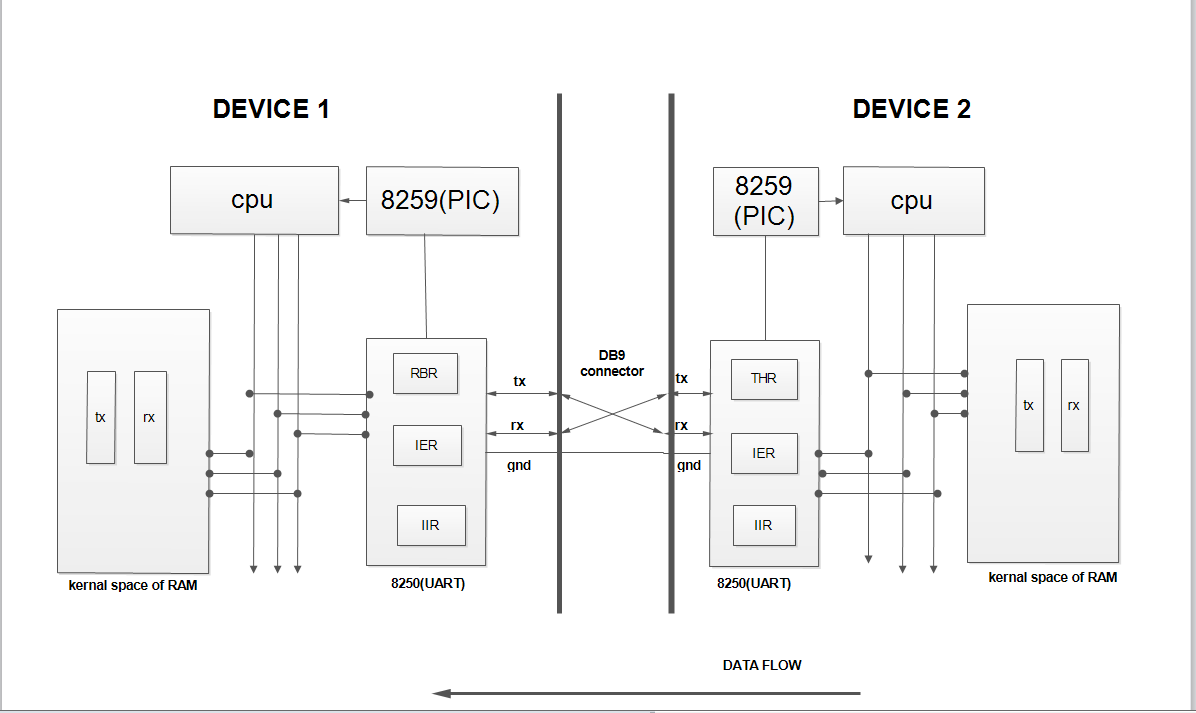 DEVICE 1
DEVICE 2
cpu
8259(PIC)
8259
(PIC)
cpu
RBR
IER
IIR
tx
rx
kernal space of RAM
8250(UART)
tx
rx
gnd
DB9
connector
tx
rx
gnd
THR
IER
IIR
8250(UART)
tx
rx
kernal space of RAM
DATA FLOW